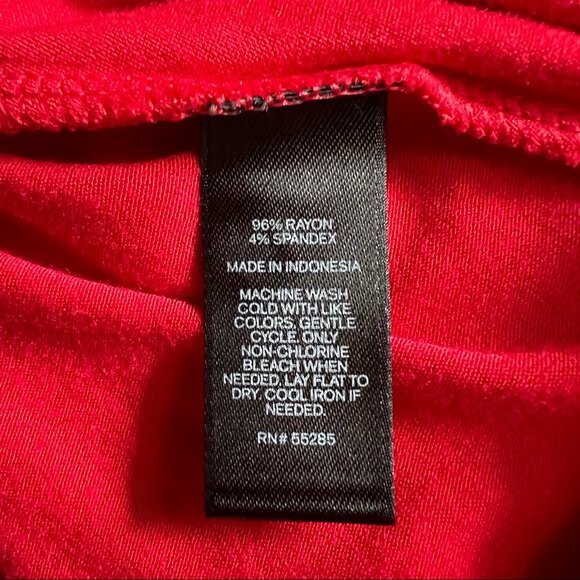 96% RAYON
4% SPANDEX
MADE IN INDONESIA
MACHINE WASH
COLD WITH LIKE
COLORS, GENTLE
CYCLE. ONLY
NON-CHLORINE
BLEACH WHEN
NEEDED, LAY FLAT TO
DRY. COOL IRON IF
NEEDED.
RN# 55285